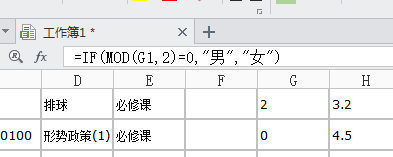 工作簿1 *
=IF(MOD(G1,2)=0,"男","女")
D E F G H
排球 必修课 2 3.2
0100 形势政策(1) 必修课 0 4.5